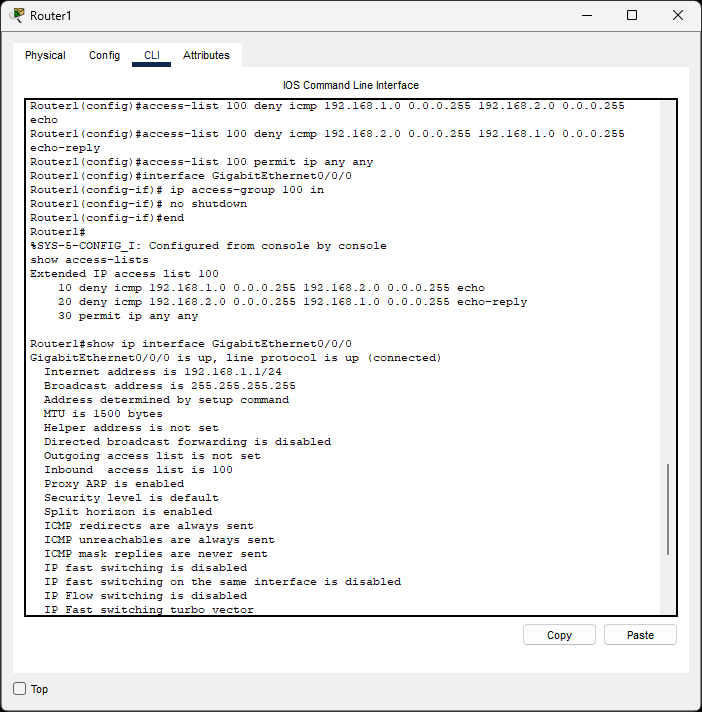 Router1
Physical Config CLI Attributes
IOS Command Line Interface
Router1(config)#access-list 100 deny icmp 192.168.1.0 0.0.0.255 192.168.2.0 0.0.0.255
echo
Router1(config)#access-list 100 deny icmp 192.168.2.0 0.0.0.255 192.168.1.0 0.0.0.255
echo-reply
Router1(config)#access-list 100 permit ip any any
Router1(config)#interface GigabitEthernet0/0/0
Router1(config-if)# ip access-group 100 in
Router1(config-if)# no shutdown
Router1(config-if)#end
Router1#
%SYS-5-CONFIG_I: Configured from console by console
show access-lists
Extended IP access list 100
    10 deny icmp 192.168.1.0 0.0.0.255 192.168.2.0 0.0.0.255 echo
    20 deny icmp 192.168.2.0 0.0.0.255 192.168.1.0 0.0.0.255 echo-reply
    30 permit ip any any
Router1#show ip interface GigabitEthernet0/0/0
GigabitEthernet0/0/0 is up, line protocol is up (connected)
  Internet address is 192.168.1.1/24
  Broadcast address is 255.255.255.255
  Address determined by setup command
  MTU is 1500 bytes
  Helper address is not set
  Directed broadcast forwarding is disabled
  Outgoing access list is not set
  Inbound  access list is 100
  Proxy ARP is enabled
  Security level is default
  Split horizon is enabled
  ICMP redirects are always sent
  ICMP unreachables are always sent
  ICMP mask replies are never sent
  IP fast switching is disabled
  IP fast switching on the same interface is disabled
  IP Flow switching is disabled
  IP Fast switching turbo vector
Copy Paste
Top